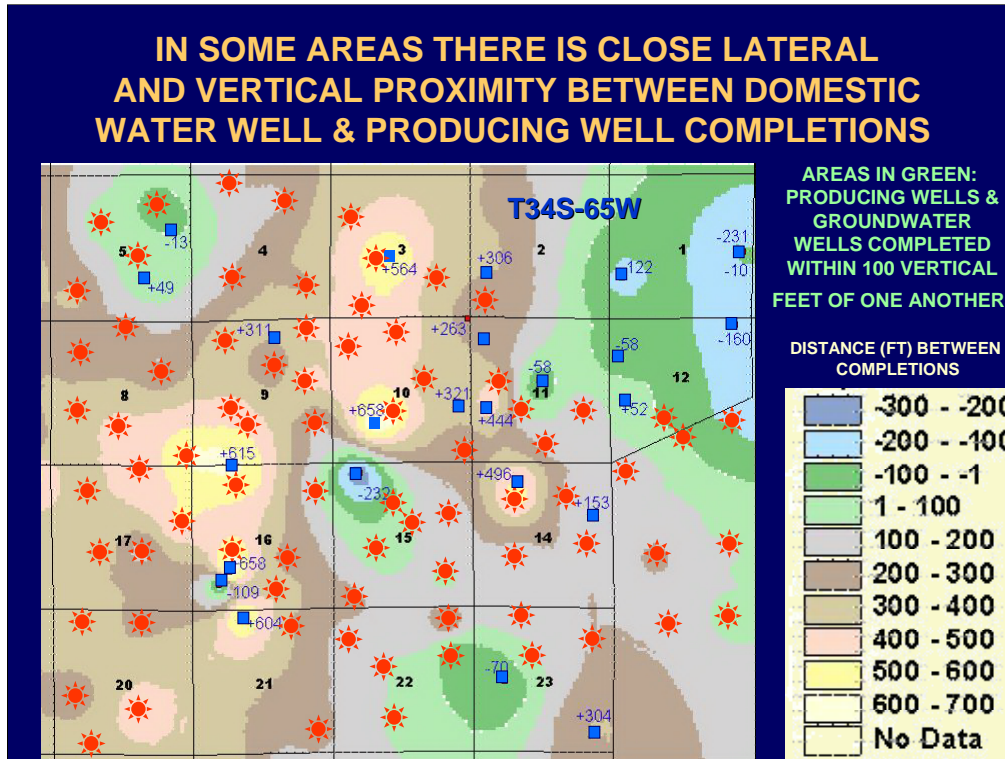 IN SOME AREAS THERE IS CLOSE LATERAL
AND VERTICAL PROXIMITY BETWEEN DOMESTIC
WATER WELL & PRODUCING WELL COMPLETIONS
T34S-65W
5
-13
+49
4
3
+564
2
+306
1
-122
-231
-10
-160
+311
+263
8
9
10
+658
+321
+444
11
-58
-58
+52
12
+615
-232
+496
+153
17
16
15
14
+658
-109
+604
20
21
22
23
-70
+304
AREAS IN GREEN:
PRODUCING WELLS &
GROUNDWATER
WELLS COMPLETED
WITHIN 100 VERTICAL
FEET OF ONE ANOTHER
DISTANCE (FT) BETWEEN
COMPLETIONS
-300 - -200
-200 - -100
-100 - -1
1 - 100
100 - 200
200 - 300
300 - 400
400 - 500
500 - 600
600 - 700
No Data